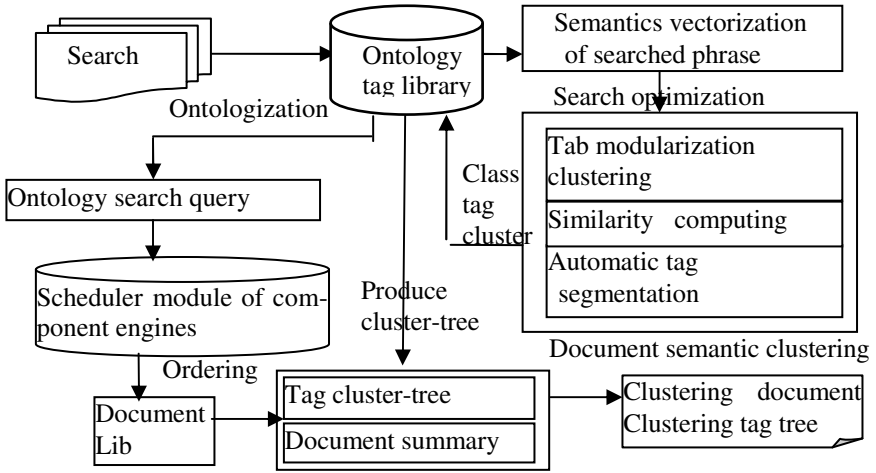 Search
Ontology
tag library
Semantics vectorization
of searched phrase
Ontologization
Search optimization
Tab modularization
clustering
Similarity computing
Automatic tag
segmentation
Class
tag
cluster
Ontology search query
Scheduler module of com-
ponent engines
Produce
cluster-tree
Document semantic clustering
Ordering
Document
Lib
Tag cluster-tree
Document summary
Clustering document
Clustering tag tree